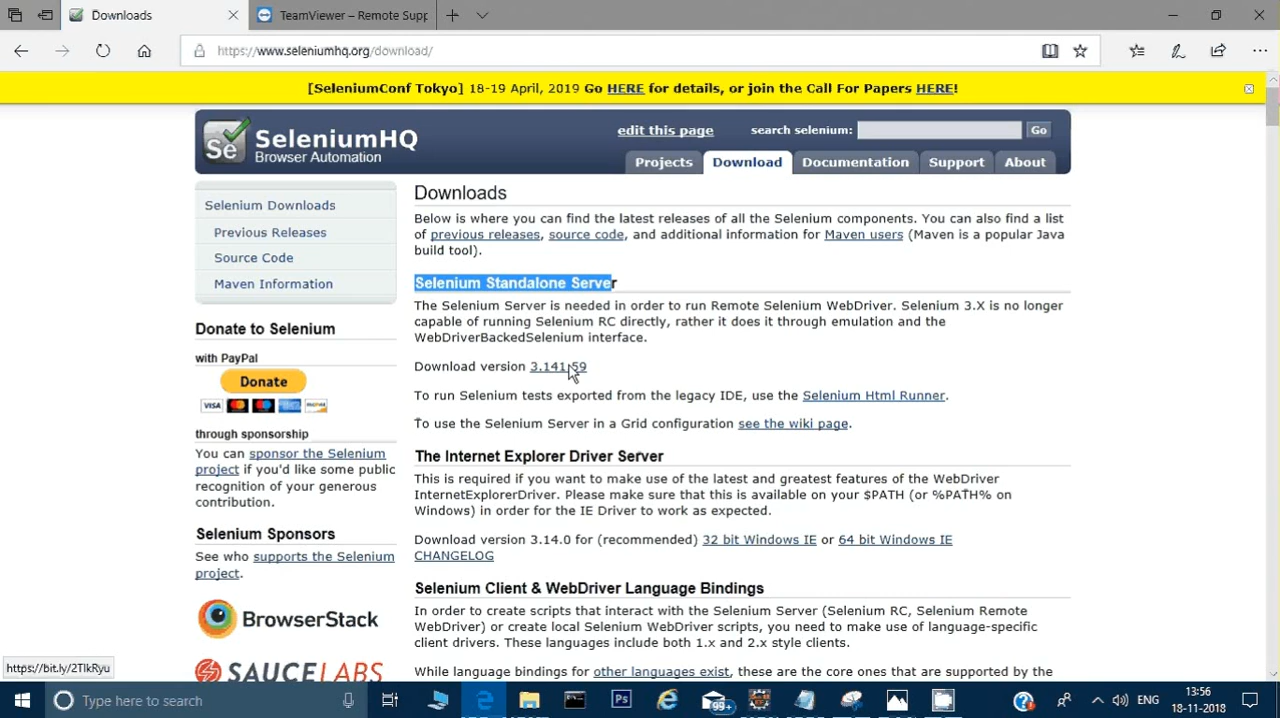 Downloads
TeamViewer – Remote Supp
https://www.seleniumhq.org/download/
[SeleniumConf Tokyo] 18-19 April, 2019 Go HERE for details, or join the Call For Papers HERE!
Se
SeleniumHQ
Browser Automation
edit this page
search selenium:
Go
Projects
Download
Documentation
Support
About
Selenium Downloads
Previous Releases
Source Code
Maven Information
Donate to Selenium
with PayPal
Donate
VISA
through sponsorship
You can sponsor the Selenium
project if you'd like some public
recognition of your generous
contribution.
Selenium Sponsors
See who supports the Selenium
project.
BrowserStack
SAUCELABS
Downloads
Below is where you can find the latest releases of all the Selenium components. You can also find a list
of previous releases, source code, and additional information for Maven users (Maven is a popular Java
build tool).
Selenium Standalone Server
The Selenium Server is needed in order to run Remote Selenium WebDriver. Selenium 3.X is no longer
capable of running Selenium RC directly, rather it does it through emulation and the
WebDriverBackedSelenium interface.
Download version 3.141.59
To run Selenium tests exported from the legacy IDE, use the Selenium Html Runner.
To use the Selenium Server in a Grid configuration see the wiki page.
The Internet Explorer Driver Server
This is required if you want to make use of the latest and greatest features of the WebDriver
InternetExplorerDriver. Please make sure that this is available on your $PATH (or %PATH% on
Windows) in order for the IE Driver to work as expected.
Download version 3.14.0 for (recommended) 32 bit Windows IE or 64 bit Windows IE
CHANGELOG
Selenium Client & WebDriver Language Bindings
In order to create scripts that interact with the Selenium Server (Selenium RC, Selenium Remote
WebDriver) or create local Selenium WebDriver scripts, you need to make use of language-specific
client drivers. These languages include both 1.x and 2.x style clients.
While language bindings for other languages exist, these are the core ones that are supported by the
https://bit.ly/2TlkRyu
Type here to search
Ps
99+
ENG
13:56
18-11-2018